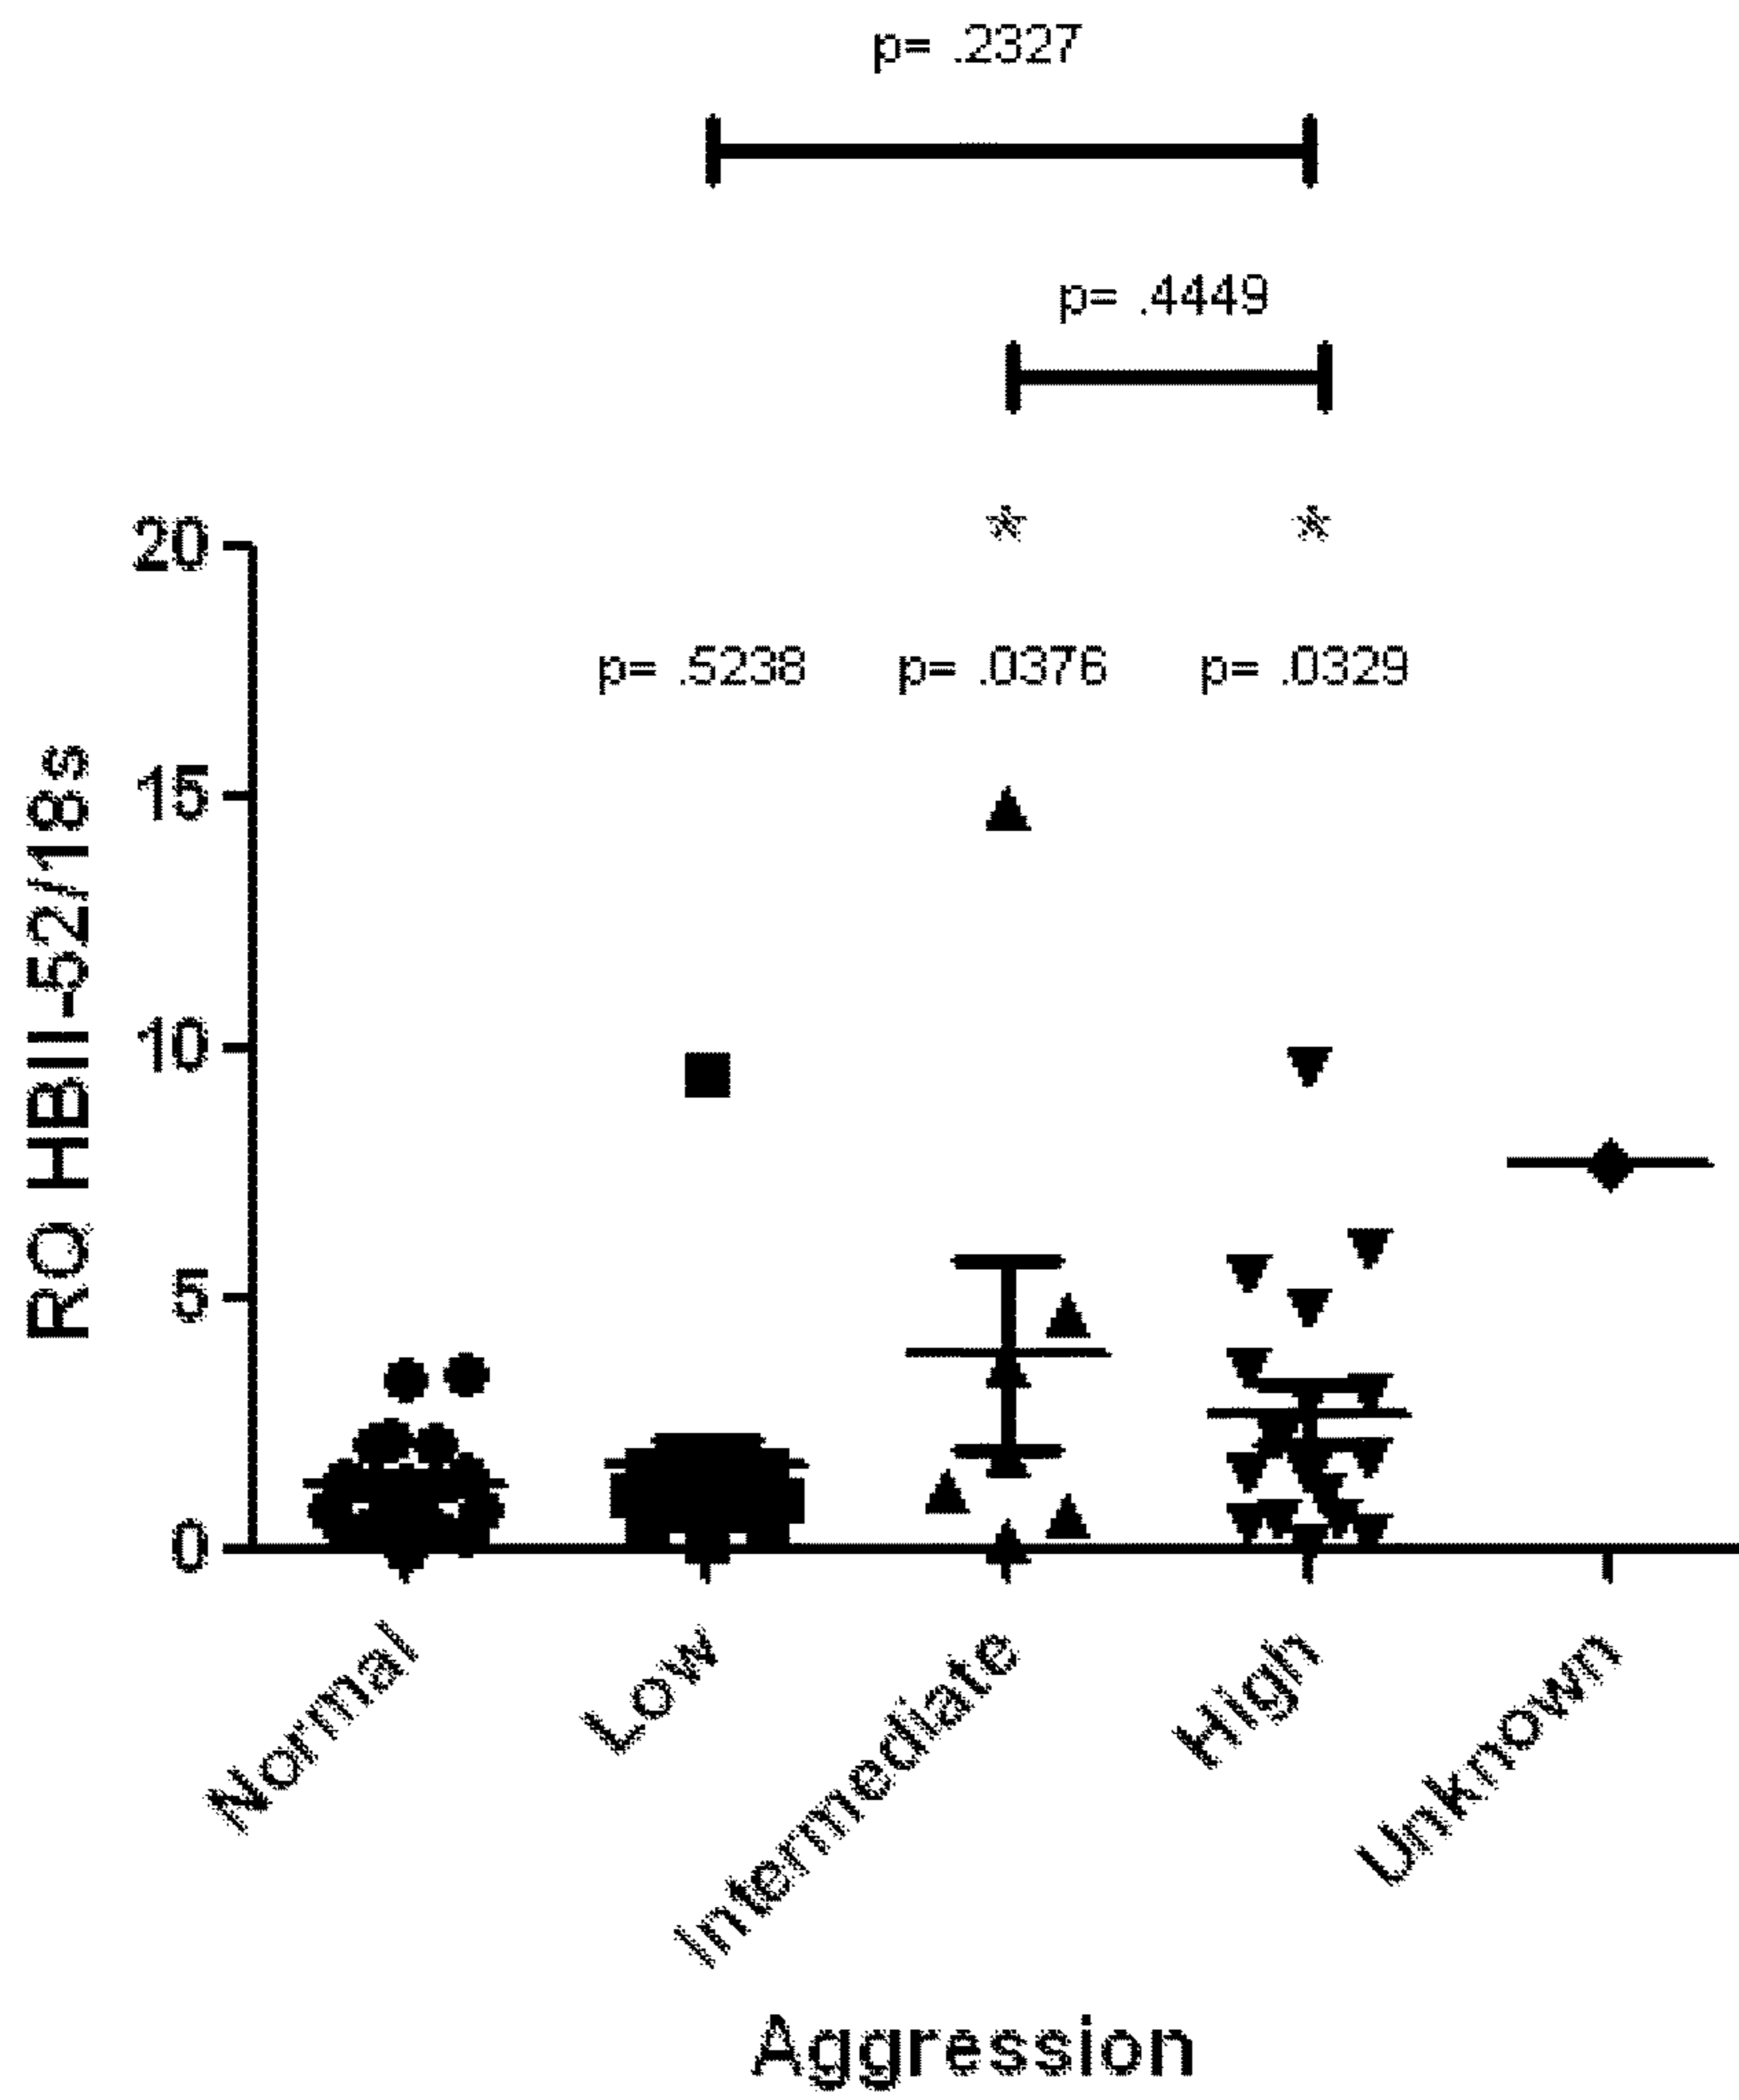 p= .2327
p= .4449
* *
20
p= .5238 p= .0376 p= .0329
15
10
5
0
RQ HBII-52/18s
Normal
Low
Intermediate
High
Unknown
Aggression